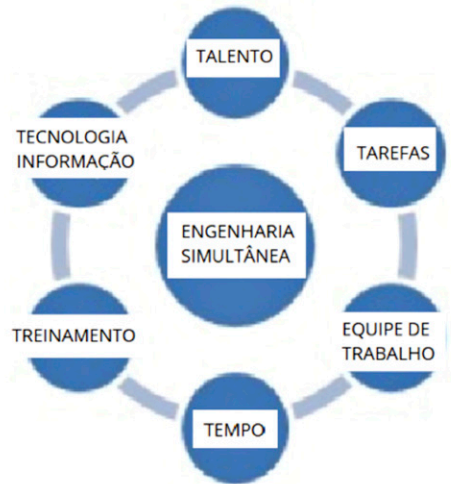 TALENTO
TECNOLOGIA
INFORMAÇÃO
TAREFAS
ENGENHARIA
SIMULTÂNEA
TREINAMENTO
EQUIPE DE
TRABALHO
TEMPO